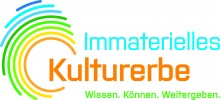 Immaterielles
Kulturerbe
Wissen. Können. Weitergeben.